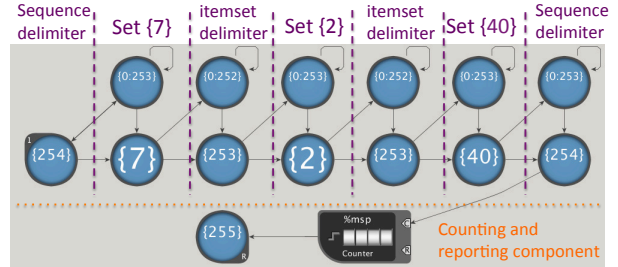 Sequence delimiter
Set {7}
itemset delimiter
Set {2}
itemset delimiter
Set {40}
Sequence delimiter
{0:253} {0:252} {0:253} {0:252} {0:253} {0:253}
1
{254} {7} {253} {2} {253} {40} {254}
{255}
R
%msp
C
R
Counter
Counting and
reporting component